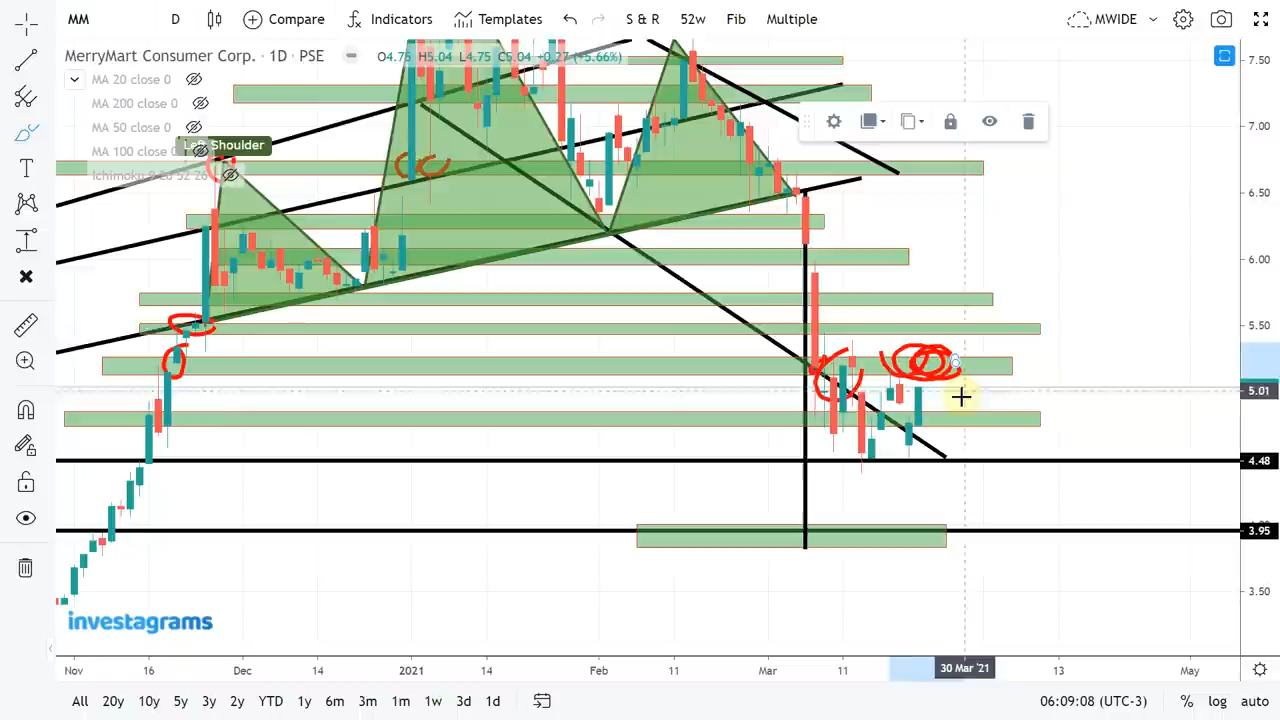 MM D Compare Indicators Templates S & R 52w Fib Multiple MWIDE
MerryMart Consumer Corp. · 1D · PSE O4.75 H5.04 L4.75 C5.04 +0.27 (+5.66%)
MA 20 close 0
MA 200 close 0
MA 50 close 0
MA 100 close 0
Left Shoulder
Ichimoku 9 26 52 26
7.50
7.00
6.50
6.00
5.50
5.01
4.48
3.95
3.50
investagrams
Nov 16 Dec 14 2021 14 Feb 11 Mar 11 30 Mar '21 13 May
All 20y 10y 5y 3y 2y YTD 1y 6m 3m 1m 1w 3d 1d 06:09:08 (UTC-3) % log auto